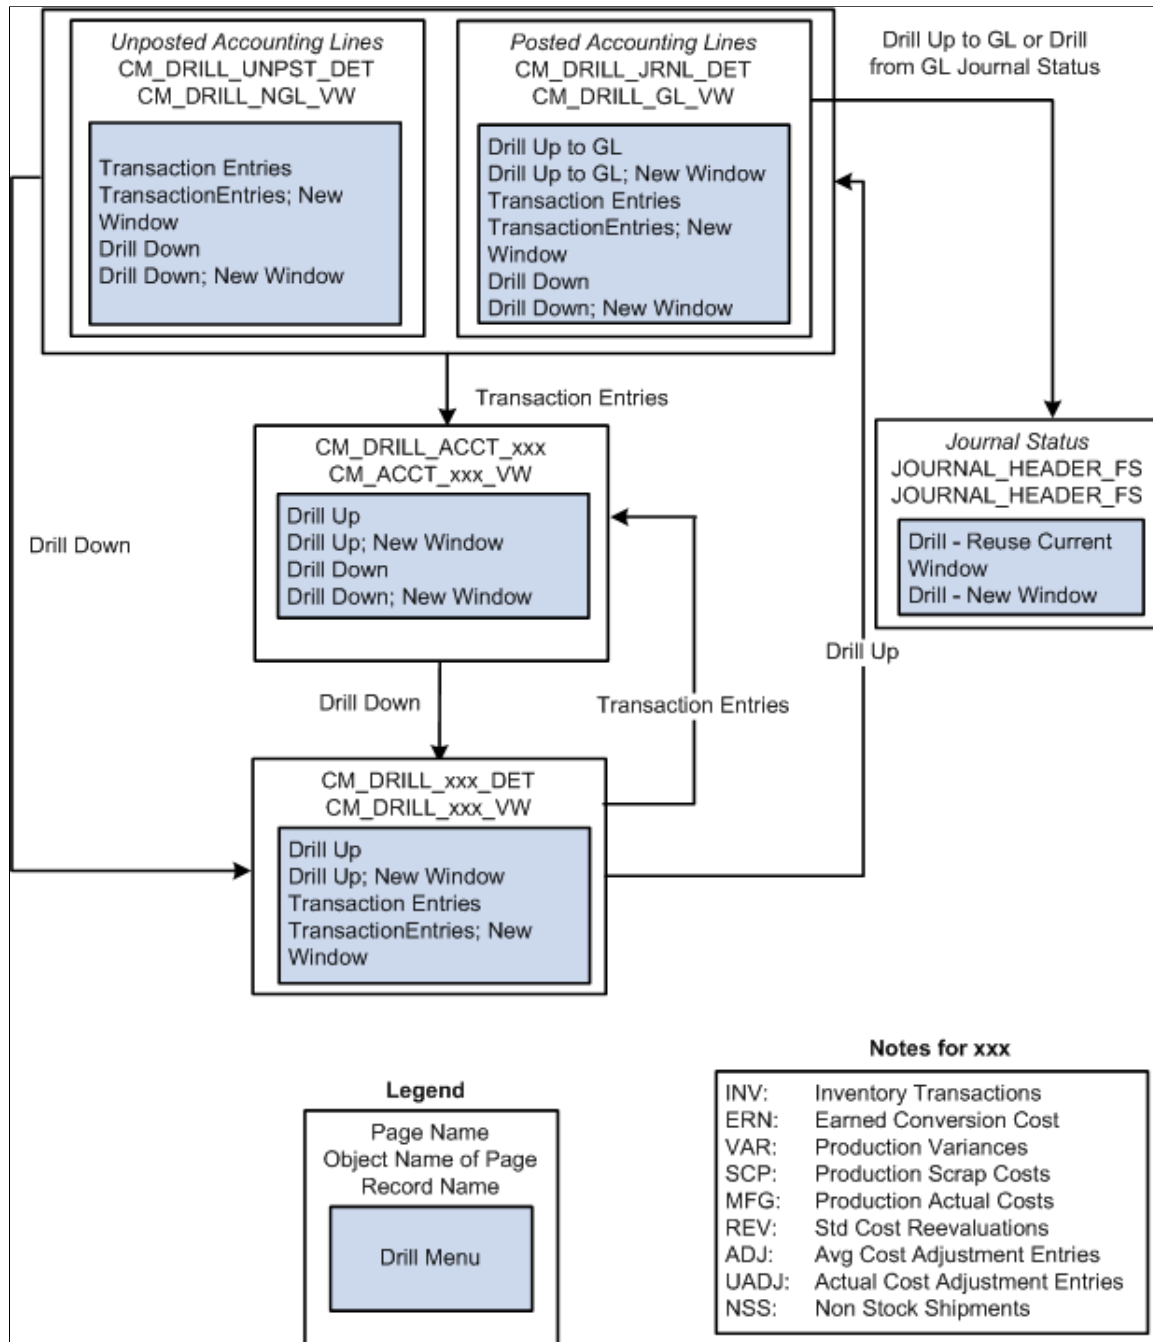 Unposted Accounting Lines
CM_DRILL_UNPST_DET
CM_DRILL_NGL_VW
Transaction Entries
TransactionEntries; New
Window
Drill Down
Drill Down; New Window
Posted Accounting Lines
CM_DRILL_JRNL_DET
CM_DRILL_GL_VW
Drill Up to GL
Drill Up to GL; New Window
Transaction Entries
TransactionEntries; New
Window
Drill Down
Drill Down; New Window
Drill Up to GL or Drill
from GL Journal Status
Transaction Entries
CM_DRILL_ACCT_xxx
CM_ACCT_xxx_VW
Drill Up
Drill Up; New Window
Drill Down
Drill Down; New Window
Journal Status
JOURNAL_HEADER_FS
JOURNAL_HEADER_FS
Drill - Reuse Current
Window
Drill - New Window
Drill Down
Drill Up
Drill Down
Transaction Entries
CM_DRILL_xxx_DET
CM_DRILL_xxx_VW
Drill Up
Drill Up; New Window
Transaction Entries
TransactionEntries; New
Window
Legend
Page Name
Object Name of Page
Record Name
Drill Menu
Notes for xxx
INV: Inventory Transactions
ERN: Earned Conversion Cost
VAR: Production Variances
SCP: Production Scrap Costs
MFG: Production Actual Costs
REV: Std Cost Reevaluations
ADJ: Avg Cost Adjustment Entries
UADJ: Actual Cost Adjustment Entries
NSS: Non Stock Shipments